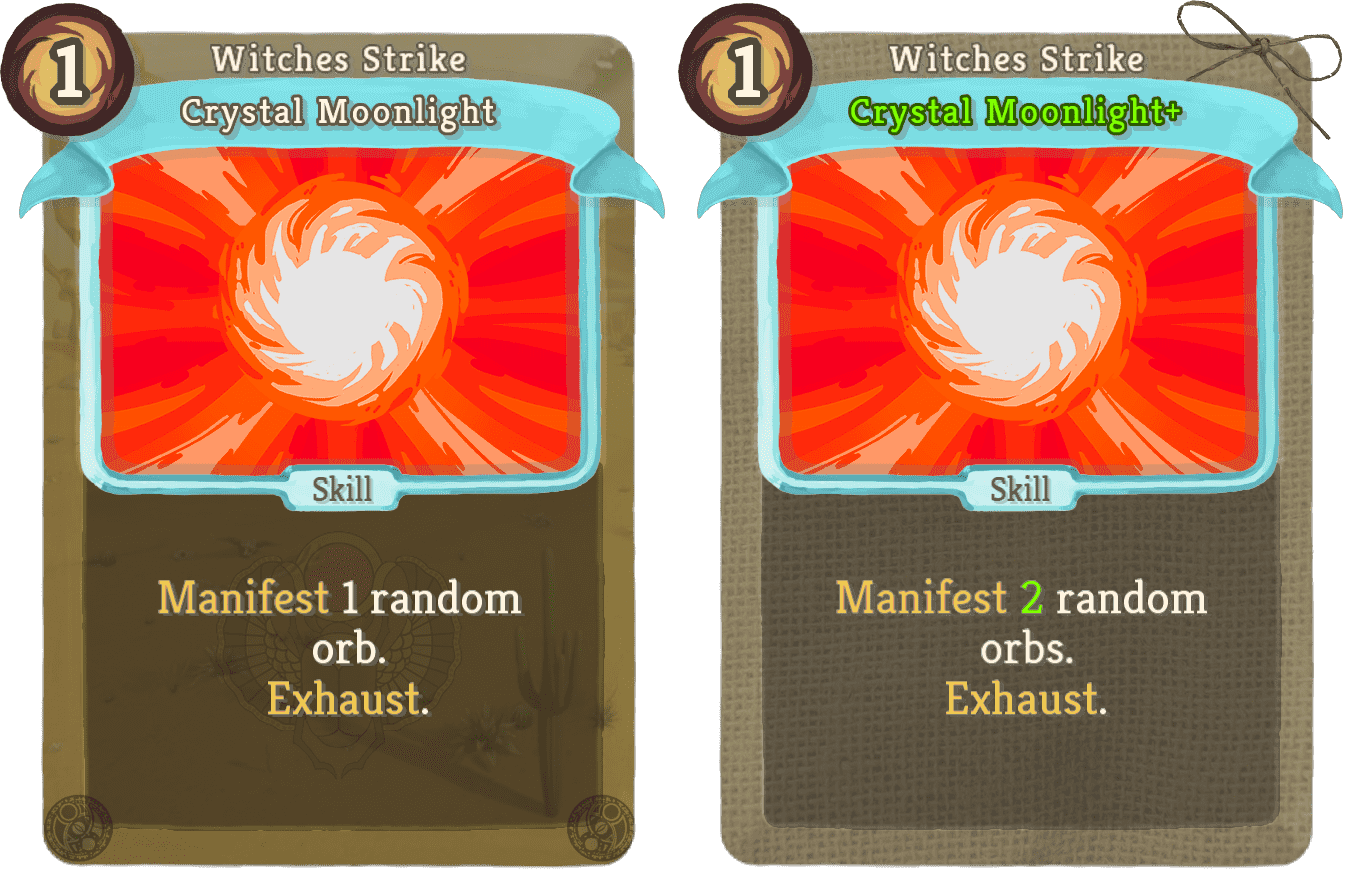 1
Witches Strike
Crystal Moonlight
Skill
Manifest 1 random
orb.
Exhaust.
1
Witches Strike
Crystal Moonlight+
Skill
Manifest 2 random
orbs.
Exhaust.